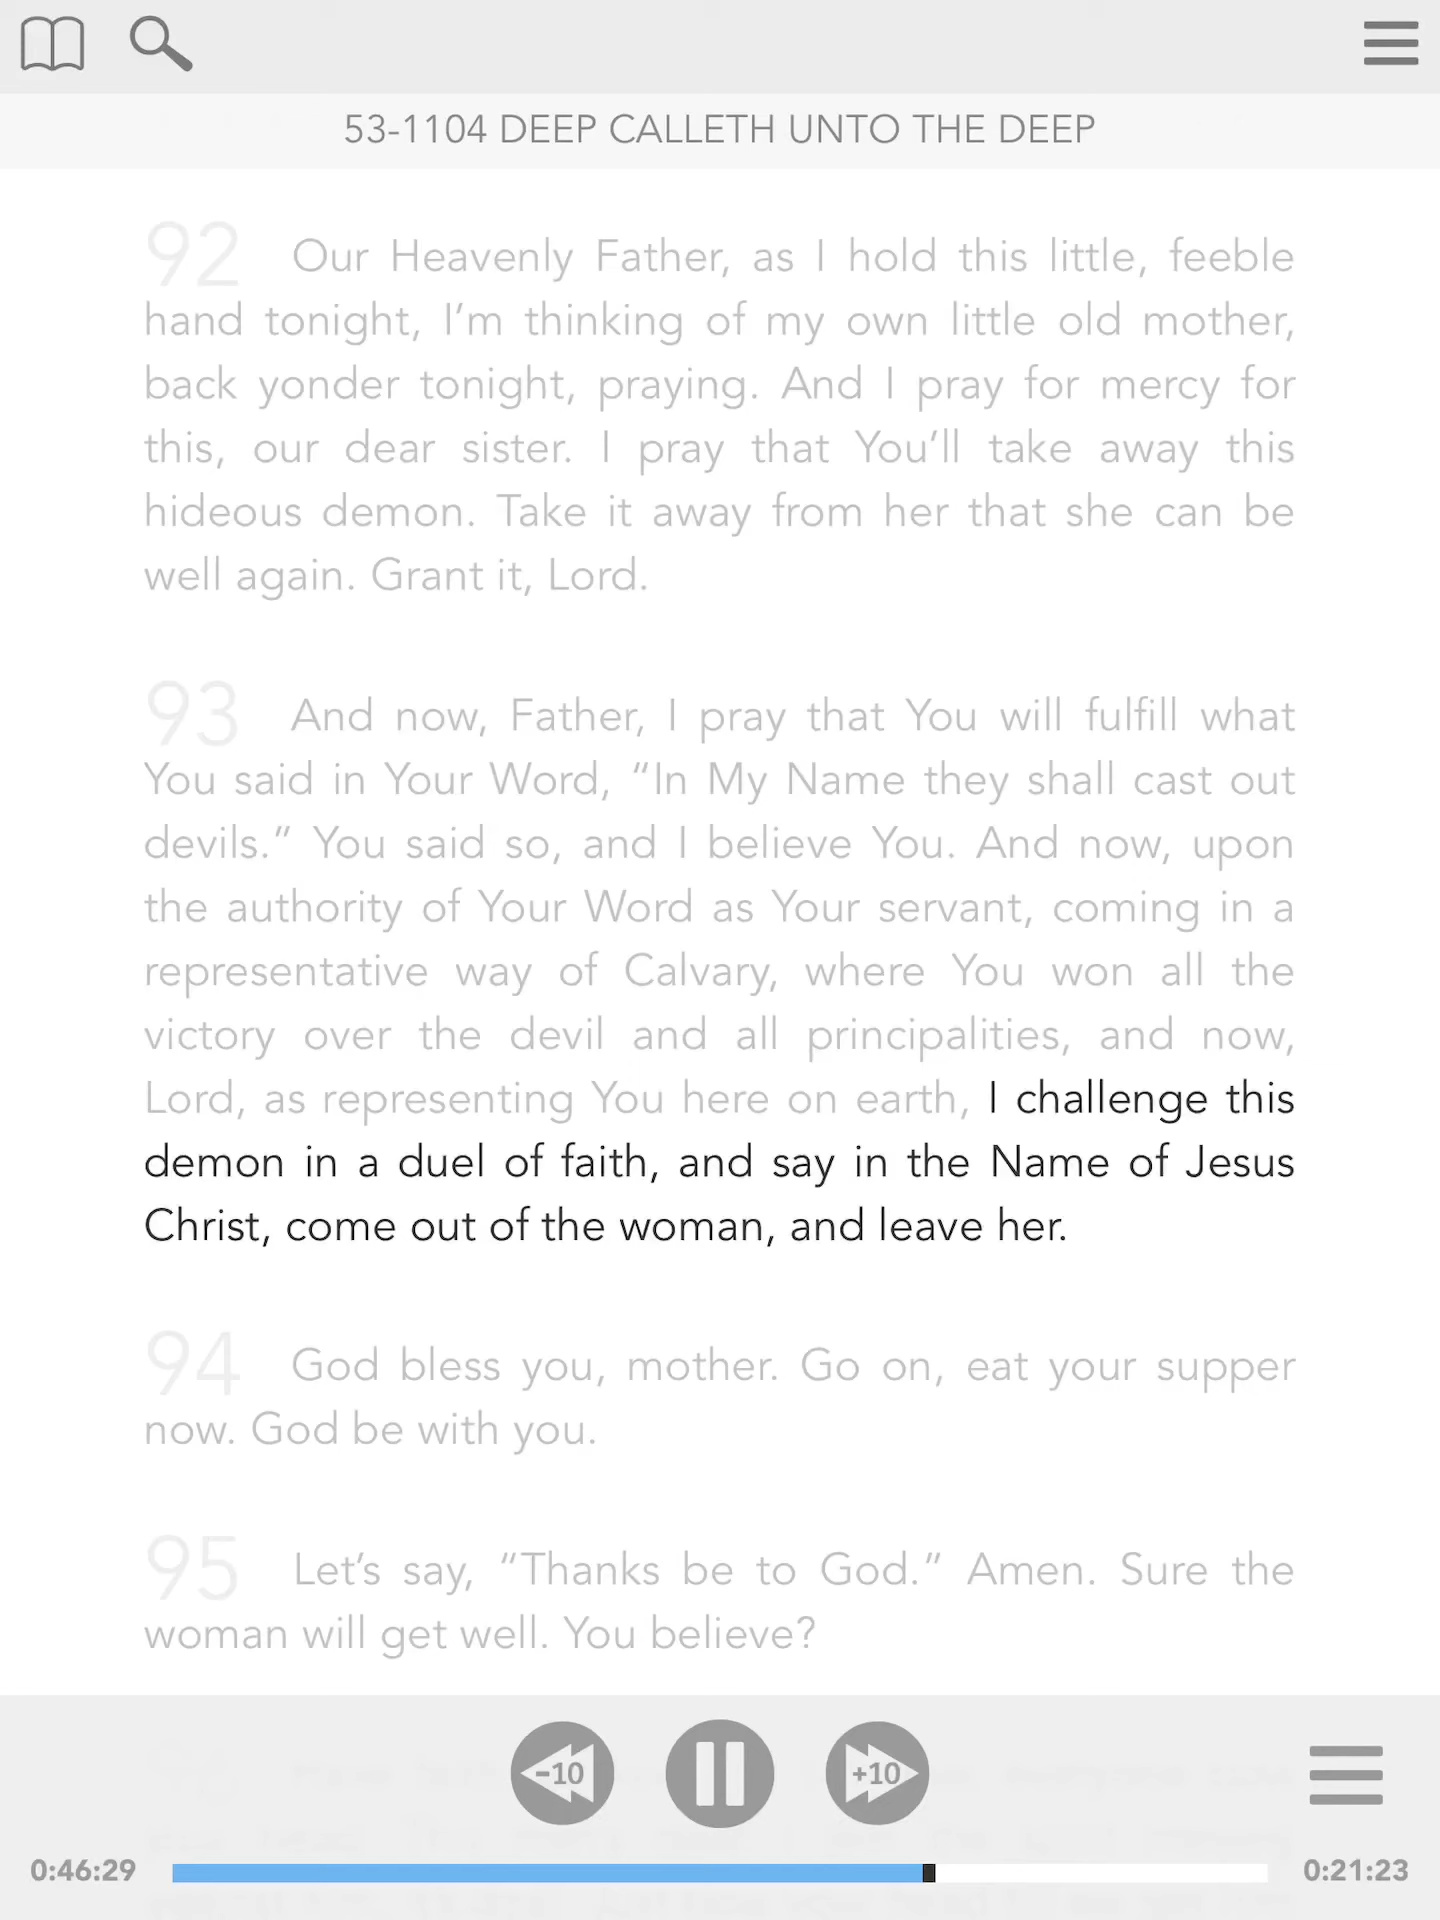 53-1104 DEEP CALLETH UNTO THE DEEP
92 Our Heavenly Father, as I hold this little, feeble
hand tonight, I’m thinking of my own little old mother,
back yonder tonight, praying. And I pray for mercy for
this, our dear sister. I pray that You’ll take away this
hideous demon. Take it away from her that she can be
well again. Grant it, Lord.
93 And now, Father, I pray that You will fulfill what
You said in Your Word, “In My Name they shall cast out
devils.” You said so, and I believe You. And now, upon
the authority of Your Word as Your servant, coming in a
representative way of Calvary, where You won all the
victory over the devil and all principalities, and now,
Lord, as representing You here on earth, I challenge this
demon in a duel of faith, and say in the Name of Jesus
Christ, come out of the woman, and leave her.
94 God bless you, mother. Go on, eat your supper
now. God be with you.
95 Let’s say, “Thanks be to God.” Amen. Sure the
woman will get well. You believe?
-10 +10
0:46:29 0:21:23